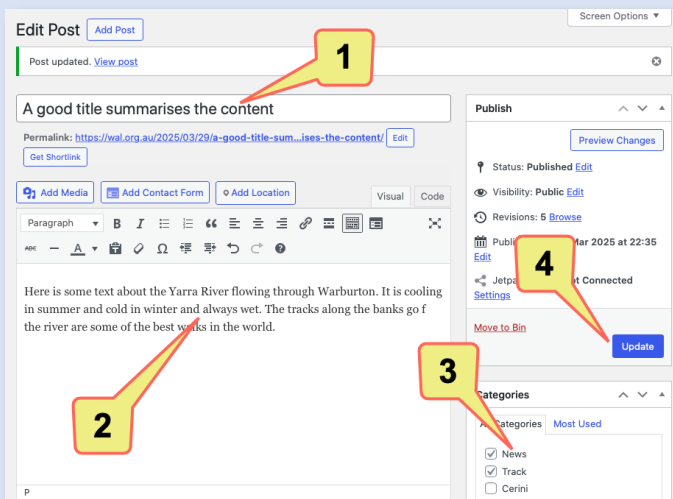 Screen Options ▼
Edit Post
Add Post
1
Post updated. View post
A good title summarises the content
Permalink: https://wal.org.au/2025/03/29/a-good-title-sum...ises-the-content/ Edit
Get Shortlink
Add Media
Add Contact Form
Add Location
Visual
Code
Paragraph
B I
ABC
A
Ω
Here is some text about the Yarra River flowing through Warburton. It is cooling
in summer and cold in winter and always wet. The tracks along the banks go f
the river are some of the best walks in the world.
2
P
Publish
Preview Changes
Status: Published Edit
Visibility: Public Edit
Revisions: 5 Browse
Mar 2025 at 22:35
Edit
4
Connected
Settings
Move to Bin
Update
3
Categories
Categories
Most Used
News
Track
Cerini